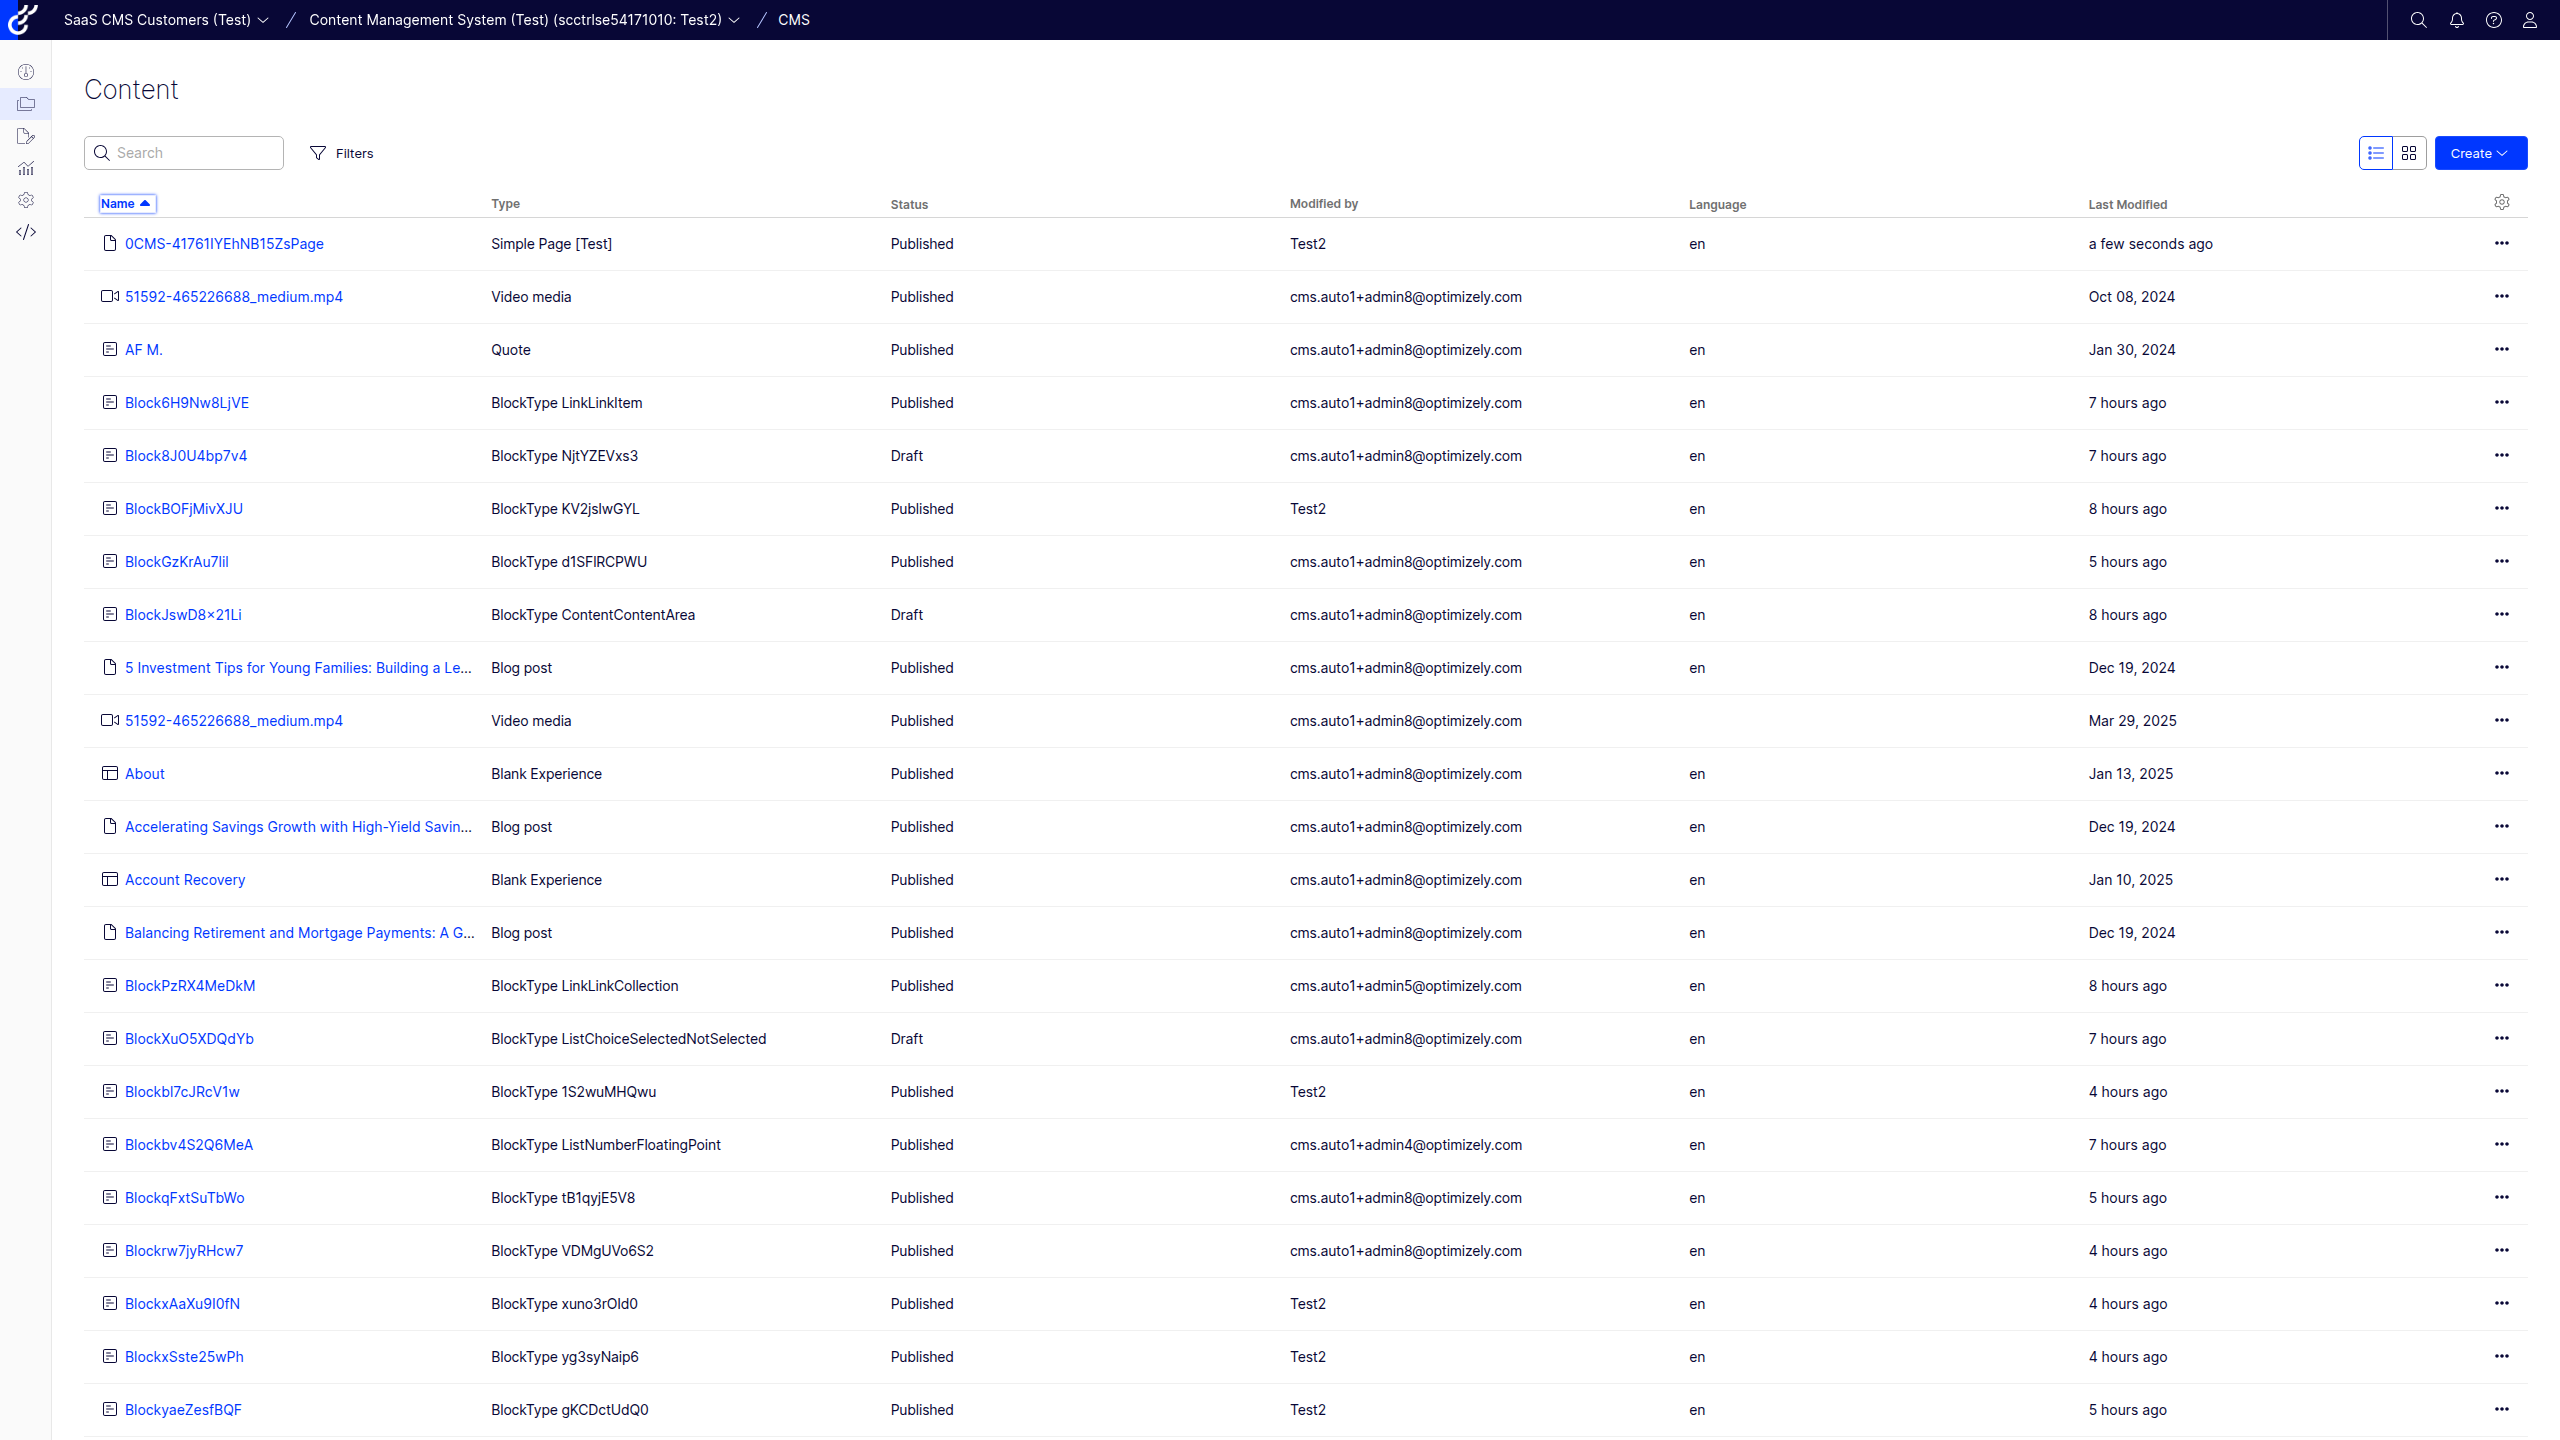 SaaS CMS Customers (Test) / Content Management System (Test) (scctrlse54171010: Test2) / CMS
Content
Search Filters Create
Name Type Status Modified by Language Last Modified
0CMS-41761IYEhNB15ZsPage Simple Page [Test] Published Test2 en a few seconds ago
51592-465226688_medium.mp4 Video media Published cms.auto1+admin8@optimizely.com Oct 08, 2024
AF M. Quote Published cms.auto1+admin8@optimizely.com en Jan 30, 2024
Block6H9Nw8LjVE BlockType LinkLinkItem Published cms.auto1+admin8@optimizely.com en 7 hours ago
Block8J0U4bp7v4 BlockType NjtYZEVxs3 Draft cms.auto1+admin8@optimizely.com en 7 hours ago
BlockBOFjMivXJU BlockType KV2jsIwGYL Published Test2 en 8 hours ago
BlockGzKrAu7IiI BlockType d1SFIRCPWU Published cms.auto1+admin8@optimizely.com en 5 hours ago
BlockJswD8×21Li BlockType ContentContentArea Draft cms.auto1+admin8@optimizely.com en 8 hours ago
5 Investment Tips for Young Families: Building a Le... Blog post Published cms.auto1+admin8@optimizely.com en Dec 19, 2024
51592-465226688_medium.mp4 Video media Published cms.auto1+admin8@optimizely.com Mar 29, 2025
About Blank Experience Published cms.auto1+admin8@optimizely.com en Jan 13, 2025
Accelerating Savings Growth with High-Yield Savin... Blog post Published cms.auto1+admin8@optimizely.com en Dec 19, 2024
Account Recovery Blank Experience Published cms.auto1+admin8@optimizely.com en Jan 10, 2025
Balancing Retirement and Mortgage Payments: A G... Blog post Published cms.auto1+admin8@optimizely.com en Dec 19, 2024
BlockPzRX4MeDkM BlockType LinkLinkCollection Published cms.auto1+admin5@optimizely.com en 8 hours ago
BlockXuO5XDQdYb BlockType ListChoiceSelectedNotSelected Draft cms.auto1+admin8@optimizely.com en 7 hours ago
Blockbl7cJRcV1w BlockType 1S2wuMHQwu Published Test2 en 4 hours ago
Blockbv4S2Q6MeA BlockType ListNumberFloatingPoint Published cms.auto1+admin4@optimizely.com en 7 hours ago
BlockqFxtSuTbWo BlockType tB1qyjE5V8 Published cms.auto1+admin8@optimizely.com en 5 hours ago
Blockrw7jyRHcw7 BlockType VDMgUVo6S2 Published cms.auto1+admin8@optimizely.com en 4 hours ago
BlockxAaXu9I0fN BlockType xuno3rOId0 Published Test2 en 4 hours ago
BlockxSste25wPh BlockType yg3syNaip6 Published Test2 en 4 hours ago
BlockyaeZesfBQF BlockType gKCDctUdQ0 Published Test2 en 5 hours ago